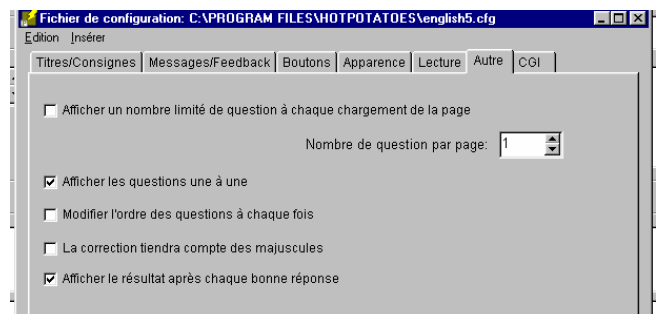 Fichier de configuration: C:\PROGRAM FILES\HOTPOTATOES\english5.cfg
Edition Insérer
Titres/Consignes Messages/Feedback Boutons Apparence Lecture Autre CGI
Afficher un nombre limité de question à chaque chargement de la page
Nombre de question par page: 1
Afficher les questions une à une
Modifier l'ordre des questions à chaque fois
La correction tiendra compte des majuscules
Afficher le résultat après chaque bonne réponse